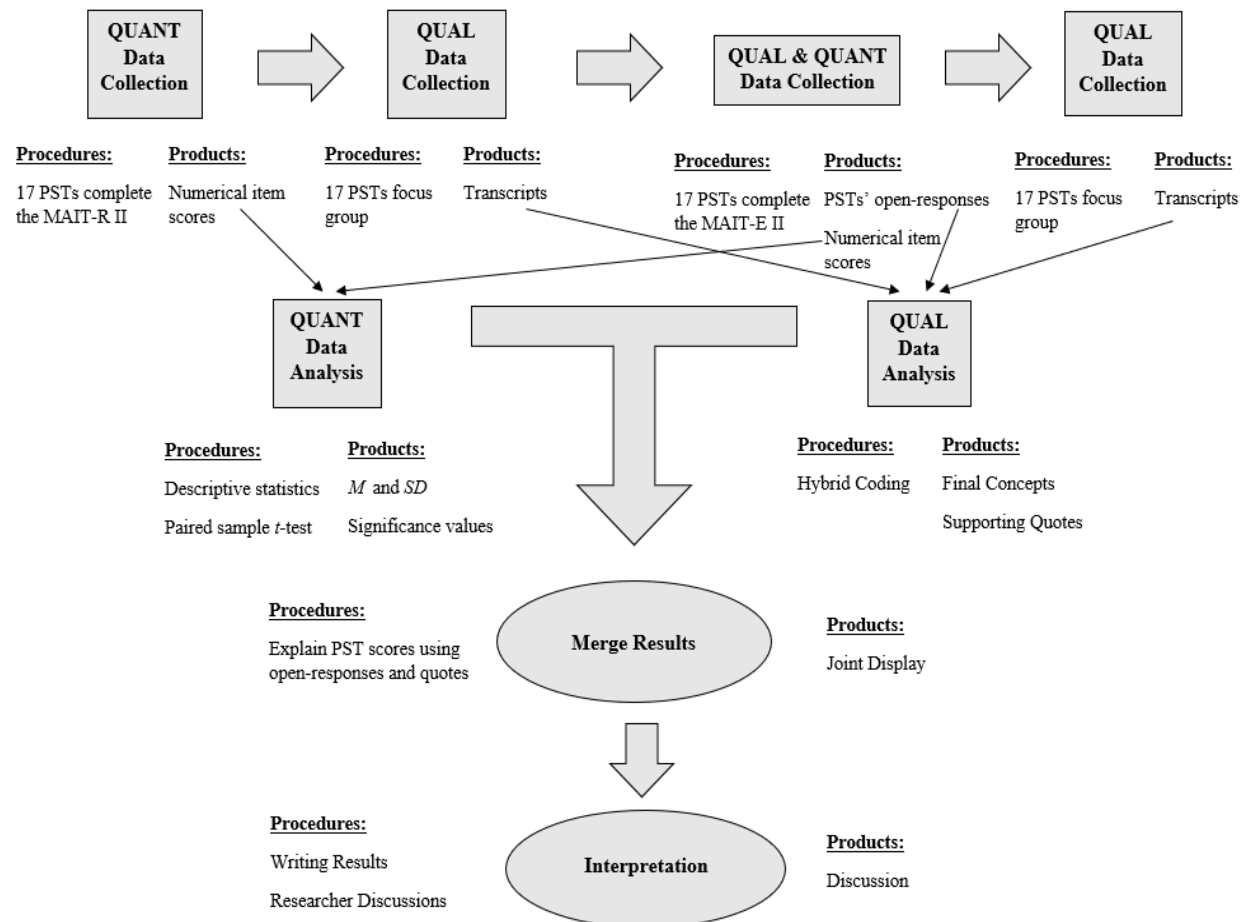 QUANT
Data
Collection
QUAL
Data
Collection
QUAL & QUANT
Data Collection
QUAL
Data
Collection
Procedures:
17 PSTs complete
the MAIT-R II
Products:
Numerical item
scores
Procedures:
17 PSTs focus
group
Products:
Transcripts
Procedures:
17 PSTs complete
the MAIT-E II
Products:
PSTs’ open-responses
Numerical item
scores
Procedures:
17 PSTs focus
group
Products:
Transcripts
QUANT
Data
Analysis
QUAL
Data
Analysis
Procedures:
Descriptive statistics
Paired sample t-test
Products:
M and SD
Significance values
Procedures:
Hybrid Coding
Products:
Final Concepts
Supporting Quotes
Procedures:
Explain PST scores using
open-responses and quotes
Merge Results
Products:
Joint Display
Procedures:
Writing Results
Researcher Discussions
Interpretation
Products:
Discussion